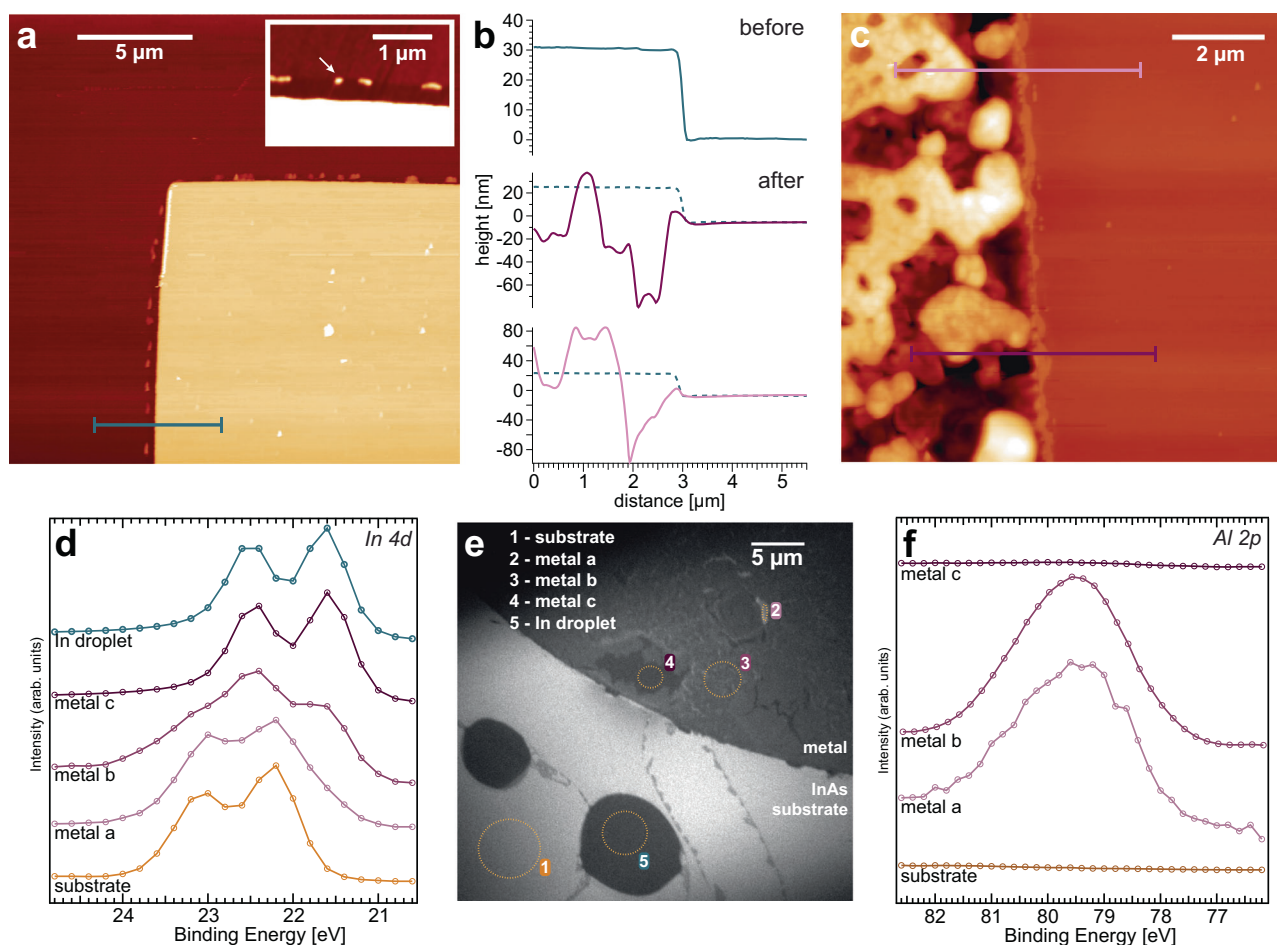 a
5 µm
1 µm
b
before
40
30
20
10
0
after
20
0
-20
-40
-60
80
40
0
-40
-80
height [nm]
0
1
2
3
4
5
distance [µm]
c
2 µm
d
In 4d
In droplet
metal c
metal b
metal a
substrate
Intensity (arab. units)
24
23
22
21
Binding Energy [eV]
e
1 - substrate
2 - metal a
3 - metal b
4 - metal c
5 - In droplet
5 µm
2
4
3
metal
InAs
substrate
1
5
f
Al 2p
metal c
metal b
metal a
substrate
Intensity (arab. units)
82
81
80
79
78
77
Binding Energy [eV]